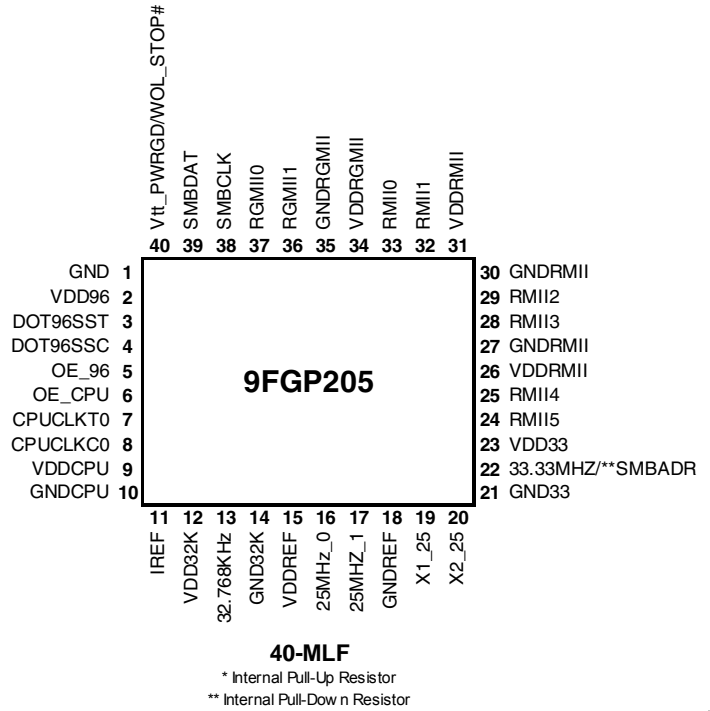 Vtt_PWRGD/WOL_STOP#
SMBDAT
SMBCLK
RGMII0
RGMII1
GNDRGMII
VDDRGMII
RMII0
RMII1
VDDRMII
40 39 38 37 36 35 34 33 32 31
GND 1
VDD96 2
DOT96SST 3
DOT96SSC 4
OE_96 5
OE_CPU 6
CPUCLKT0 7
CPUCLKC0 8
VDDCPU 9
GNDCPU 10
9FGP205
30 GNDRMII
29 RMII2
28 RMII3
27 GNDRMII
26 VDDRMII
25 RMII4
24 RMII5
23 VDD33
22 33.33MHZ/**SMBADR
21 GND33
11 12 13 14 15 16 17 18 19 20
IREF
VDD32K
32.768KHz
GND32K
VDDREF
25MHz_0
25MHZ_1
GNDREF
X1_25
X2_25
40-MLF
* Internal Pull-Up Resistor
** Internal Pull-Down Resistor